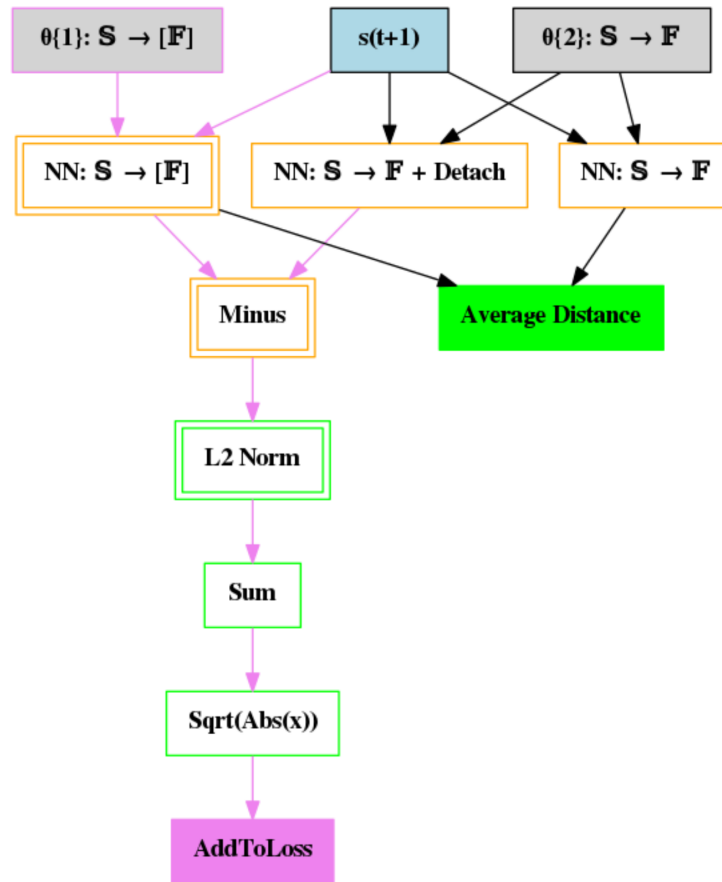 θ{1}: 𝕊 → [𝔽]
s(t+1)
θ{2}: 𝕊 → 𝔽
NN: 𝕊 → [𝔽]
NN: 𝕊 → 𝔽 + Detach
NN: 𝕊 → 𝔽
Minus
Average Distance
L2 Norm
Sum
Sqrt(Abs(x))
AddToLoss